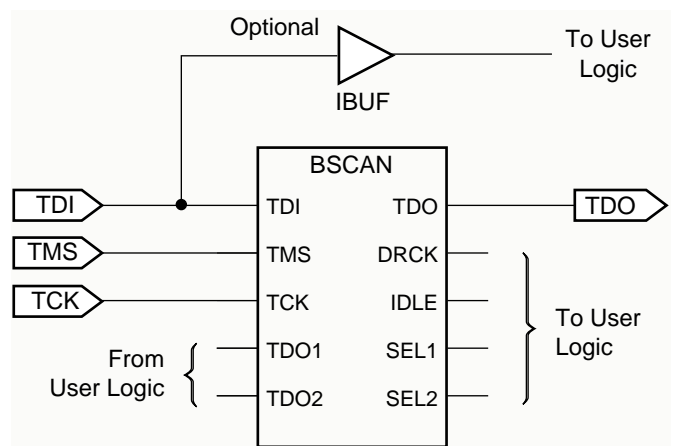 Optional
To User
Logic
IBUF
BSCAN
TDI
TDI
TDO
TDO
TMS
TMS
DRCK
TCK
TCK
IDLE
To User
Logic
From
User Logic
TDO1
SEL1
TDO2
SEL2